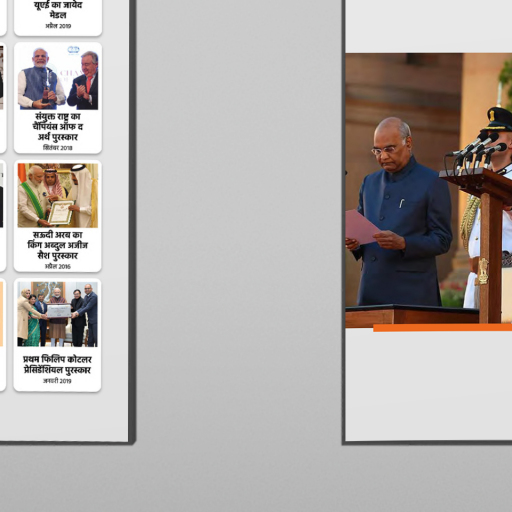 यूएई का जायेद
मेडल
अप्रैल 2019
संयुक्त राष्ट्र का
चैंपियंस ऑफ द
अर्थ पुरस्कार
सितंबर 2018
सऊदी अरब का
किंग अब्दुल अजीज
सैश पुरस्कार
अप्रैल 2016
प्रथम फिलिप कोटलर
प्रेसिडेंशियल पुरस्कार
जनवरी 2019